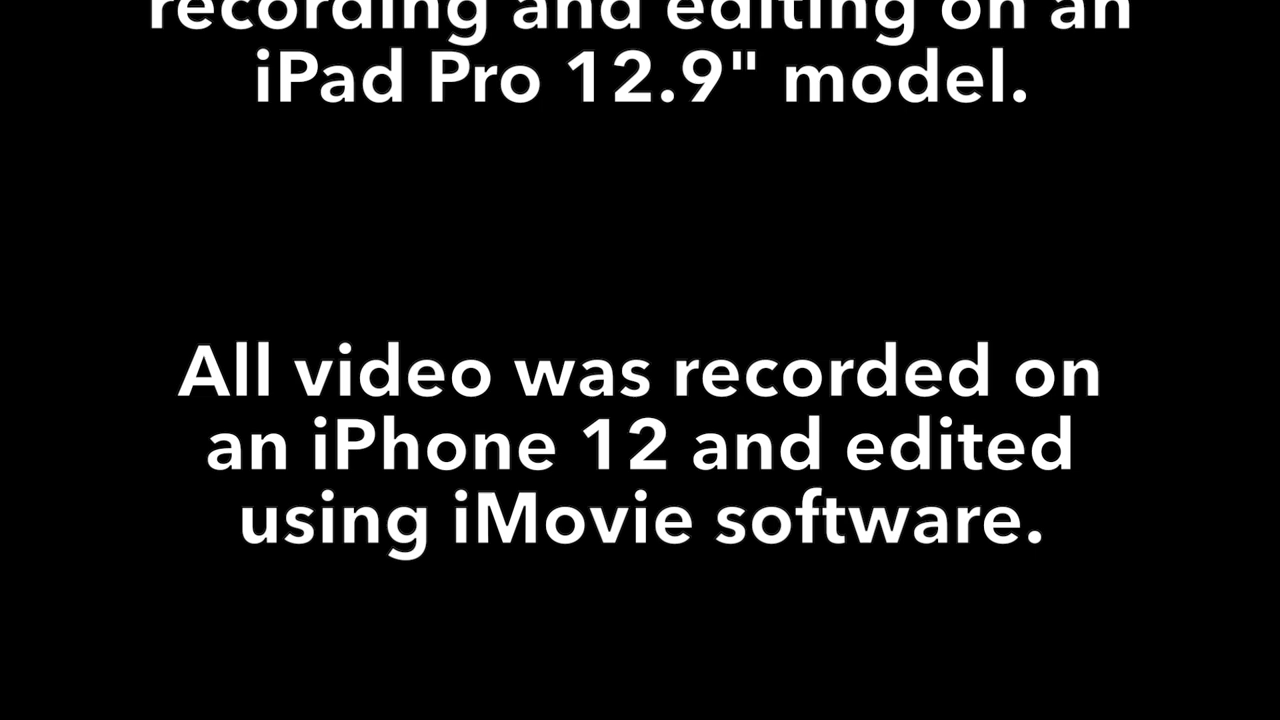 recording and editing on an
iPad Pro 12.9" model.
All video was recorded on
an iPhone 12 and edited
using iMovie software.